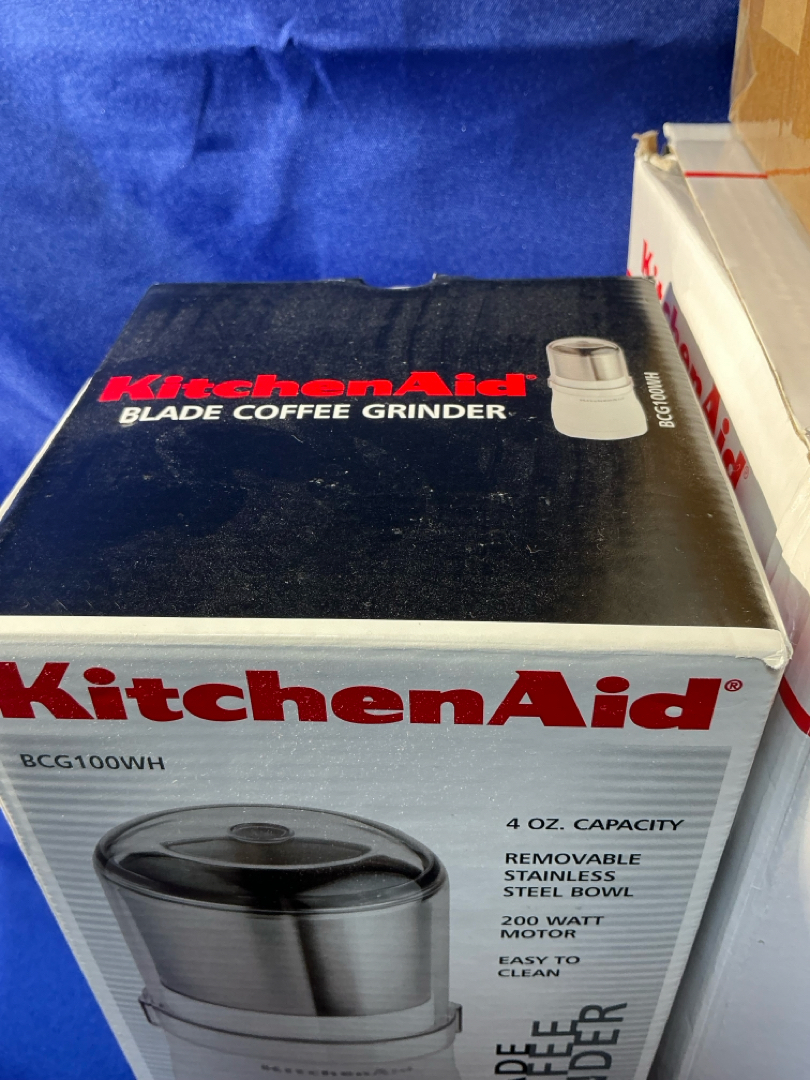 KitchenAid®
BLADE COFFEE GRINDER
BCG100WH
KitchenAid®
KitchenAid®
BCG100WH
4 OZ. CAPACITY
REMOVABLE
STAINLESS
STEEL BOWL
200 WATT
MOTOR
EASY TO
CLEAN
KitchenAid